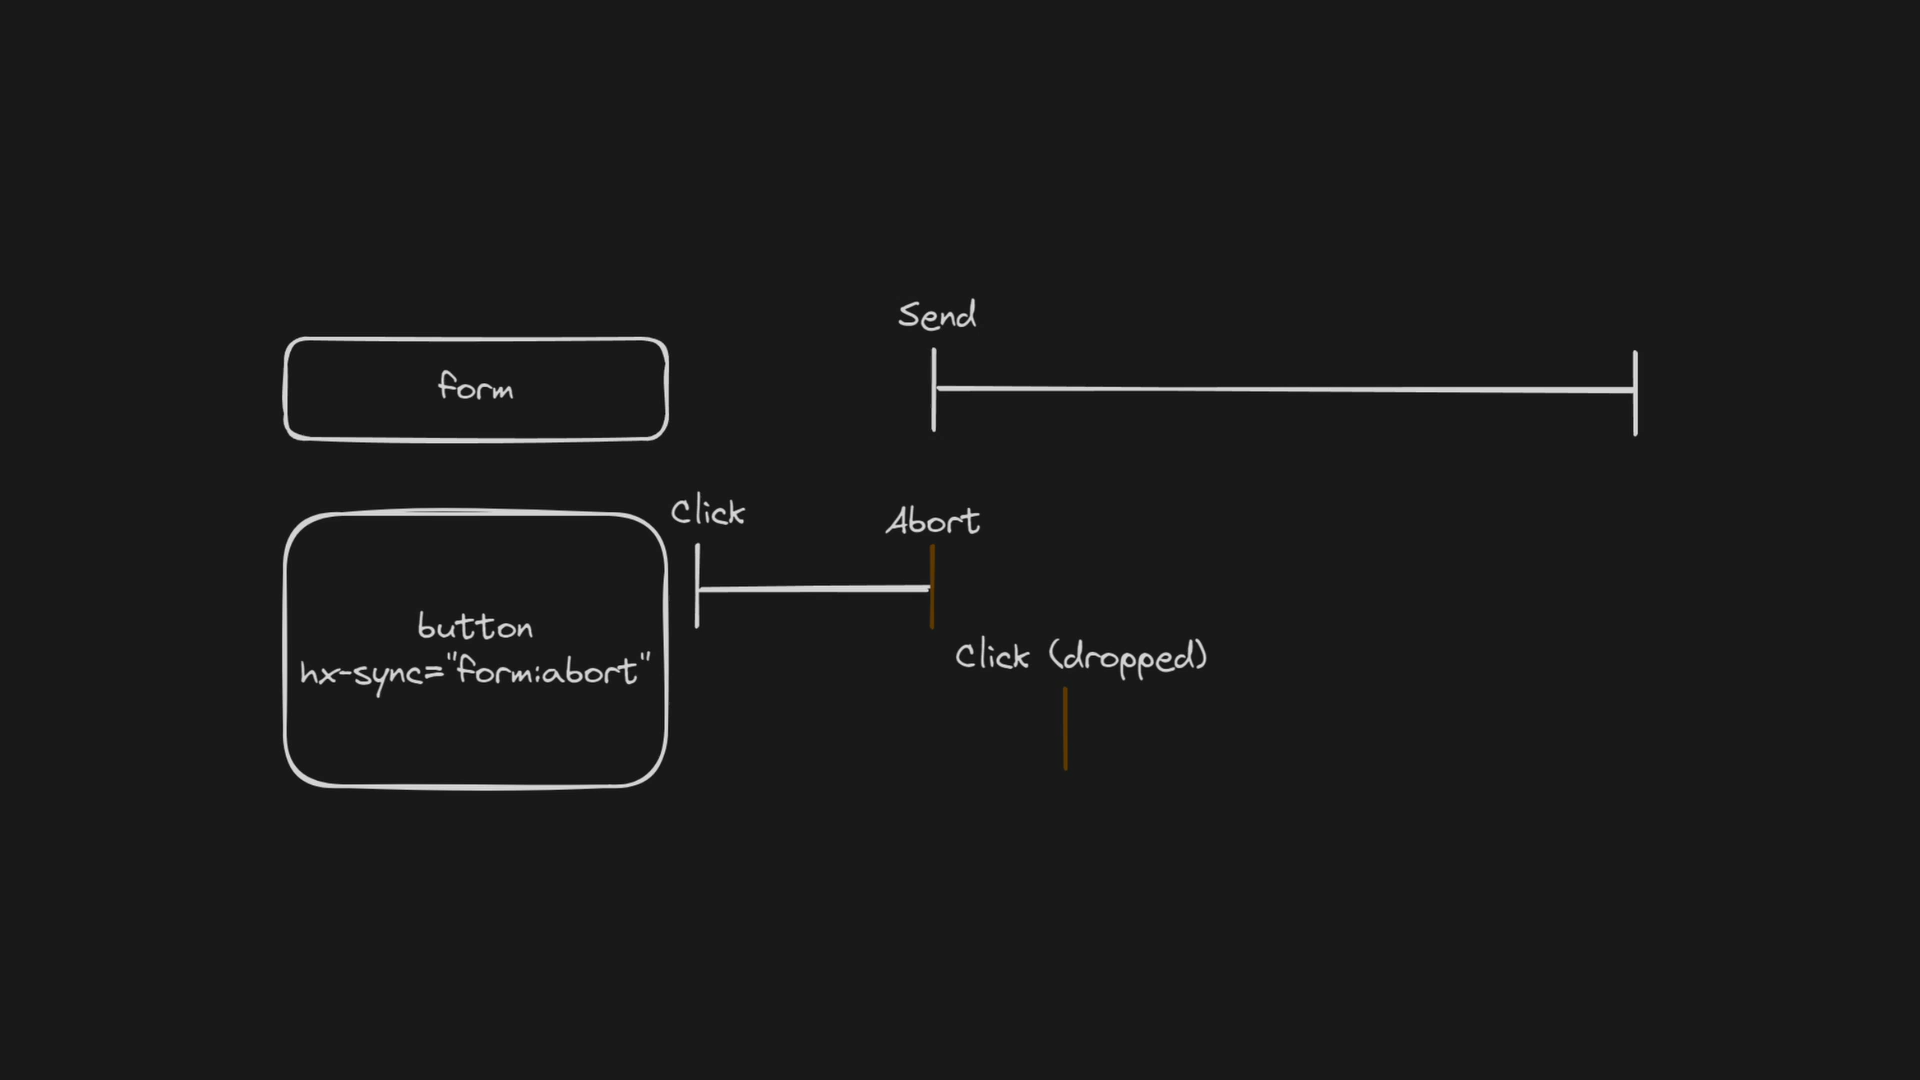 Send
form
Click
Abort
button
hx-sync="form:abort"
Click (dropped)